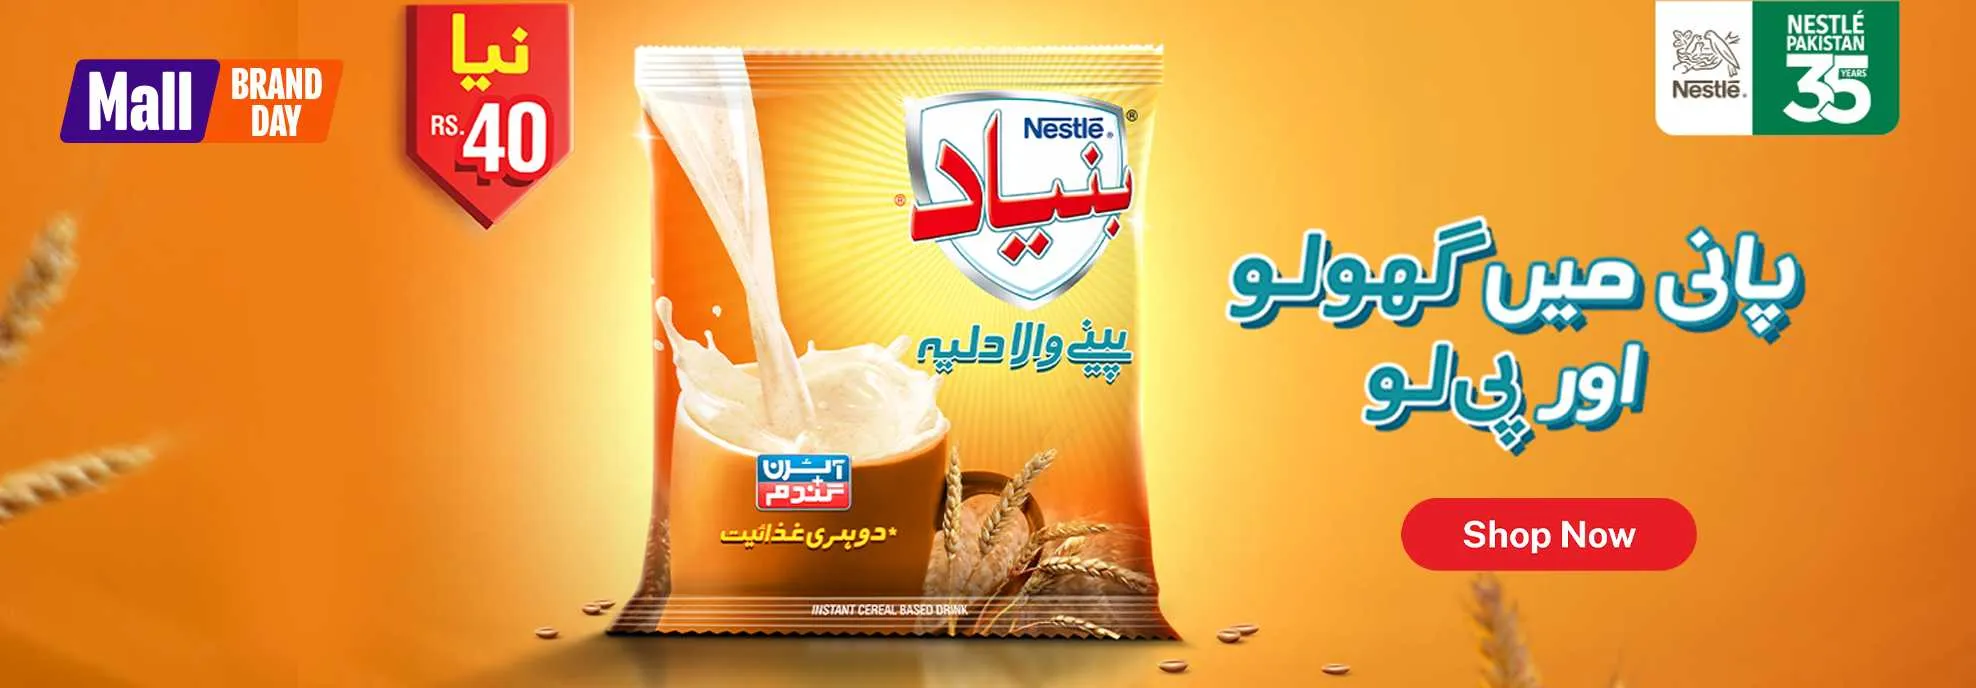 Mall BRAND DAY
نیا
RS. 40
Nestlé®
بنیاد®
®
پینے والا دلیہ
آئرن
+
گندم
*دوہری غذائیت
INSTANT CEREAL BASED DRINK
Nestlé®
NESTLÉ
PAKISTAN
35 YEARS
پانی میں گھولو
اور پی لو
Shop Now